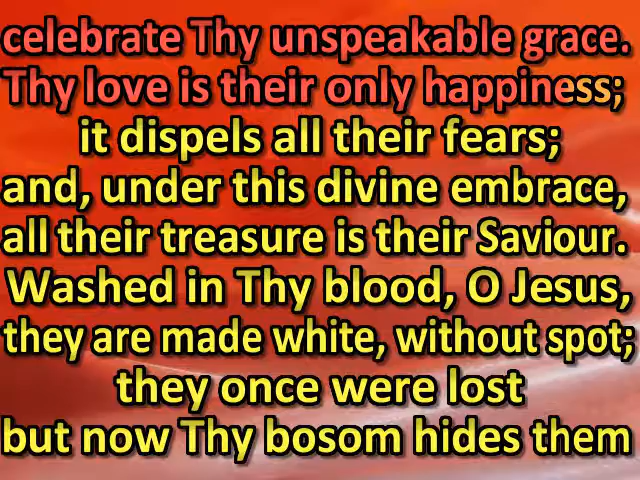 celebrate Thy unspeakable grace.
Thy love is their only happiness;
it dispels all their fears;
and, under this divine embrace,
all their treasure is their Saviour.
Washed in Thy blood, O Jesus,
they are made white, without spot;
they once were lost
but now Thy bosom hides them